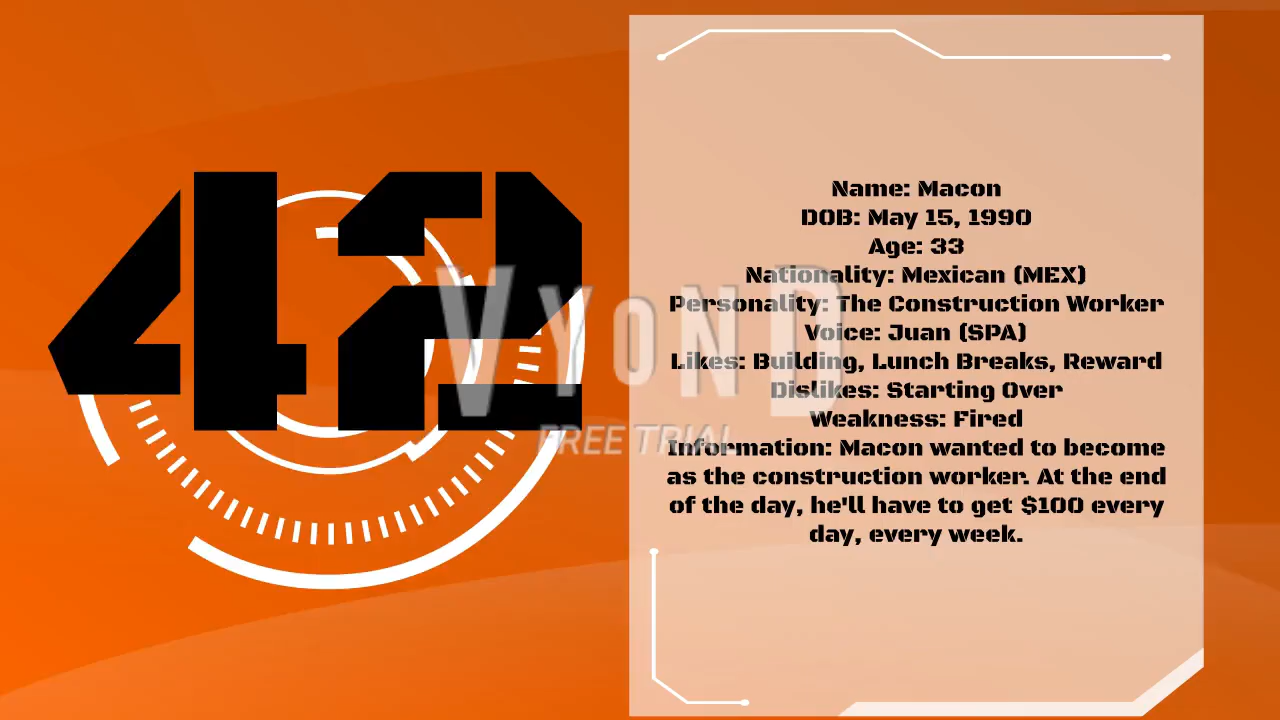 42
Name: Macon
DOB: May 15, 1990
Age: 33
Nationality: Mexican (MEX)
Personality: The Construction Worker
Voice: Juan (SPA)
Likes: Building, Lunch Breaks, Reward
Dislikes: Starting Over
Weakness: Fired
Information: Macon wanted to become
as the construction worker. At the end
of the day, he'll have to get $100 every
day, every week.
VYOND
FREE TRIAL